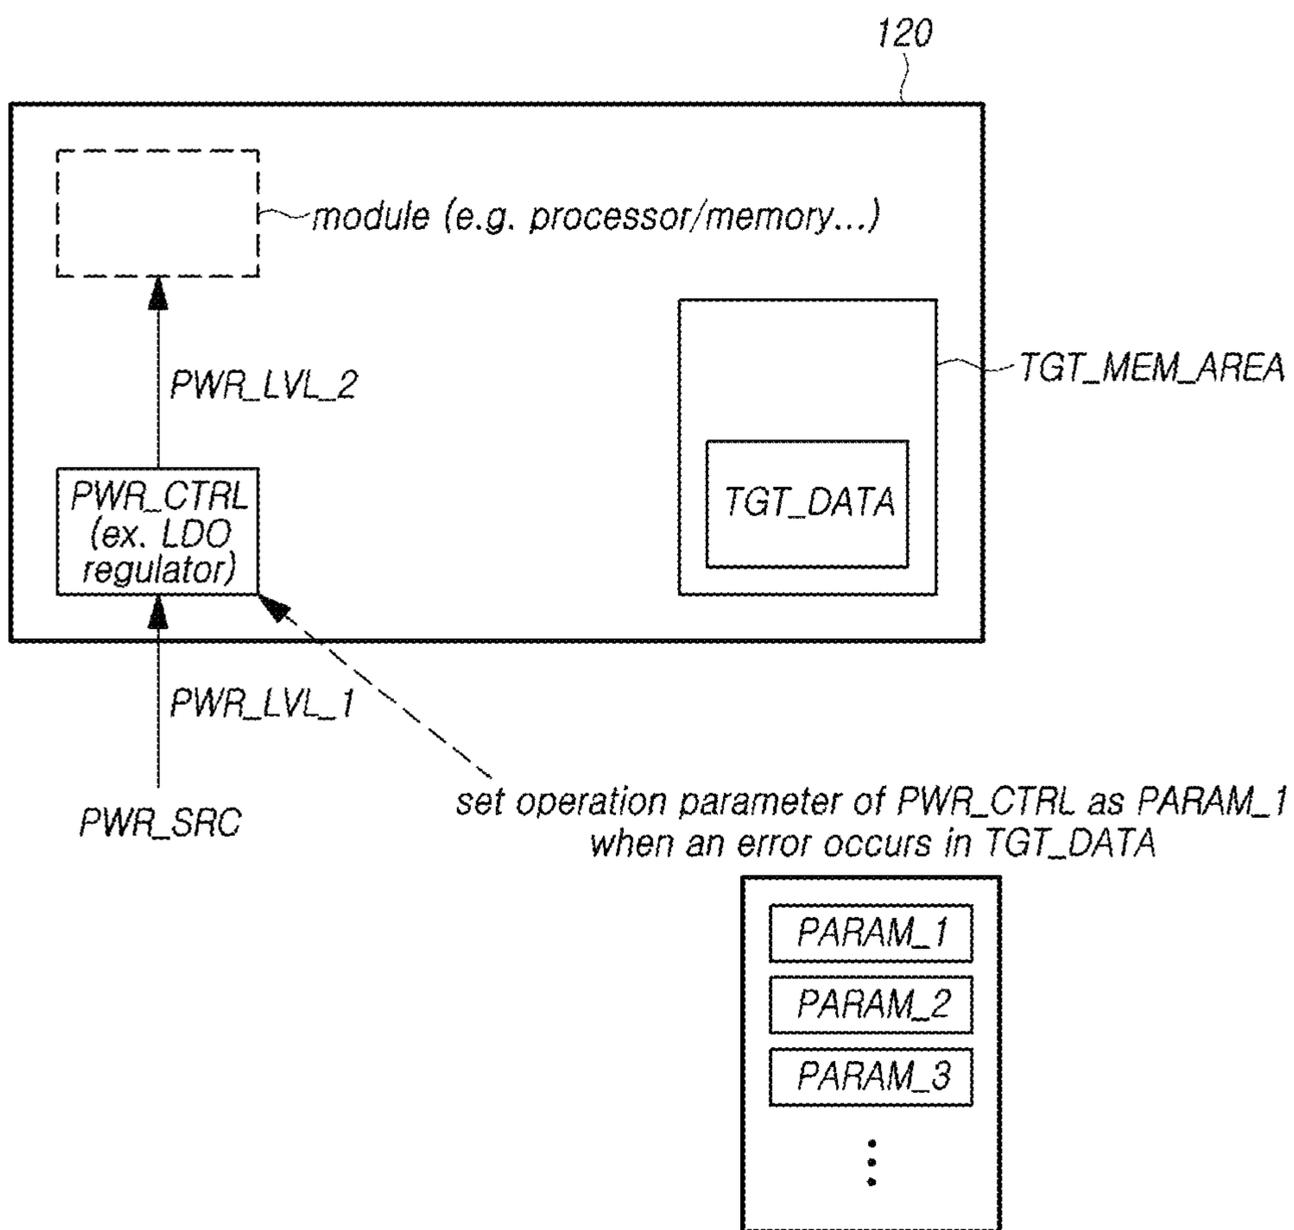 120
module (e.g. processor/memory...)
PWR_LVL_2
TGT_MEM_AREA
PWR_CTRL
(ex. LDO
regulator)
TGT_DATA
PWR_LVL_1
PWR_SRC
set operation parameter of PWR_CTRL as PARAM_1
when an error occurs in TGT_DATA
PARAM_1
PARAM_2
PARAM_3